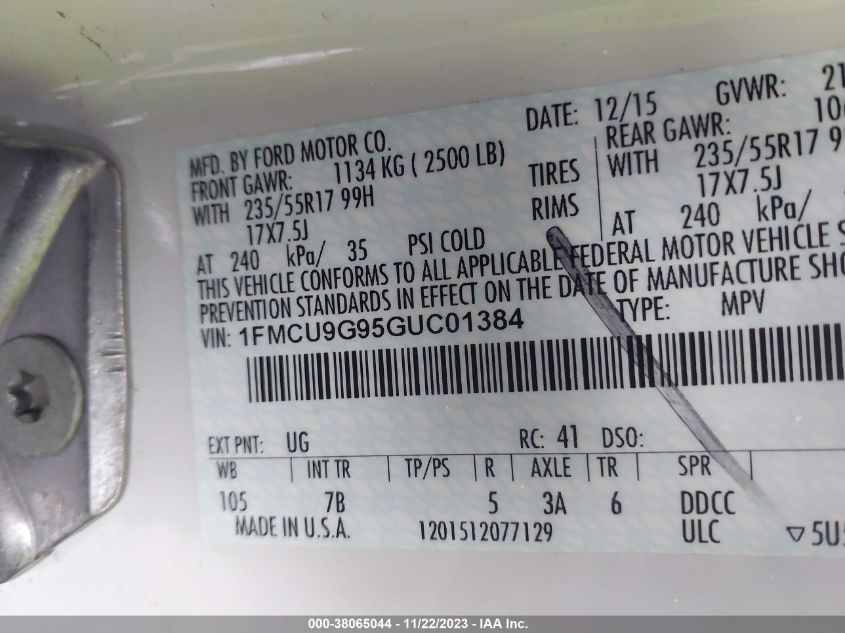 DATE: 12/15 GVWR: 21
MFD. BY FORD MOTOR CO.
FRONT GAWR: 1134 KG ( 2500 LB) REAR GAWR:
WITH 235/55R17 99H TIRES WITH 235/55R17 9
17X7.5J RIMS 17X7.5J
AT 240 kPa/ 35 PSI COLD AT 240 kPa/
THIS VEHICLE CONFORMS TO ALL APPLICABLE FEDERAL MOTOR VEHICLE S
PREVENTION STANDARDS IN EFFECT ON THE DATE OF MANUFACTURE SHO
VIN: 1FMCU9G95GUC01384 TYPE: MPV
EXT PNT: UG RC: 41 DSO:
WB INT TR TP/PS R AXLE TR SPR
105 7B 5 3A 6 DDCC
MADE IN U.S.A. 1201512077129 ULC ▽5U5
000-38065044 - 11/22/2023 - IAA Inc.